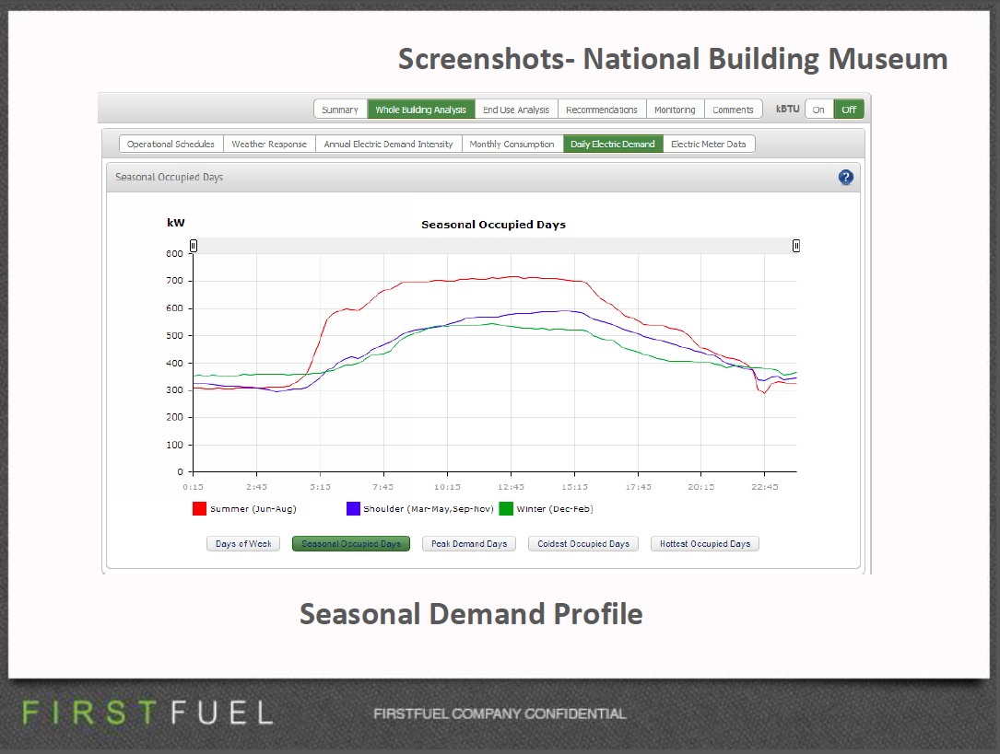 Screenshots- National Building Museum
Summary Whole Building Analysis End Use Analysis Recommendations Monitoring Comments kBTU On Off
Operational Schedules Weather Response Annual Electric Demand Intensity Monthly Consumption Daily Electric Demand Electric Meter Data
Seasonal Occupied Days ?
kW Seasonal Occupied Days
800
700
600
500
400
300
200
100
0
0:15 2:45 5:15 7:45 10:15 12:45 15:15 17:45 20:15 22:45
Summer (Jun-Aug) Shoulder (Mar-May,Sep-Nov) Winter (Dec-Feb)
Days of Week Seasonal Occupied Days Peak Demand Days Coldest Occupied Days Hottest Occupied Days
Seasonal Demand Profile
FIRSTFUEL FIRSTFUEL COMPANY CONFIDENTIAL